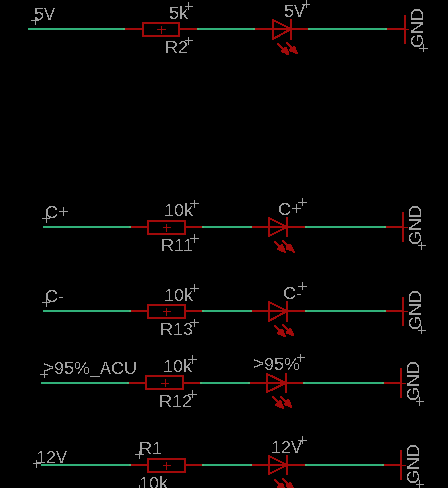 5V 5k 5V GND
R2
C+ 10k C+ GND
R11
C- 10k C- GND
R13
>95%_ACU 10k >95% GND
R12
12V R1 12V GND
10k